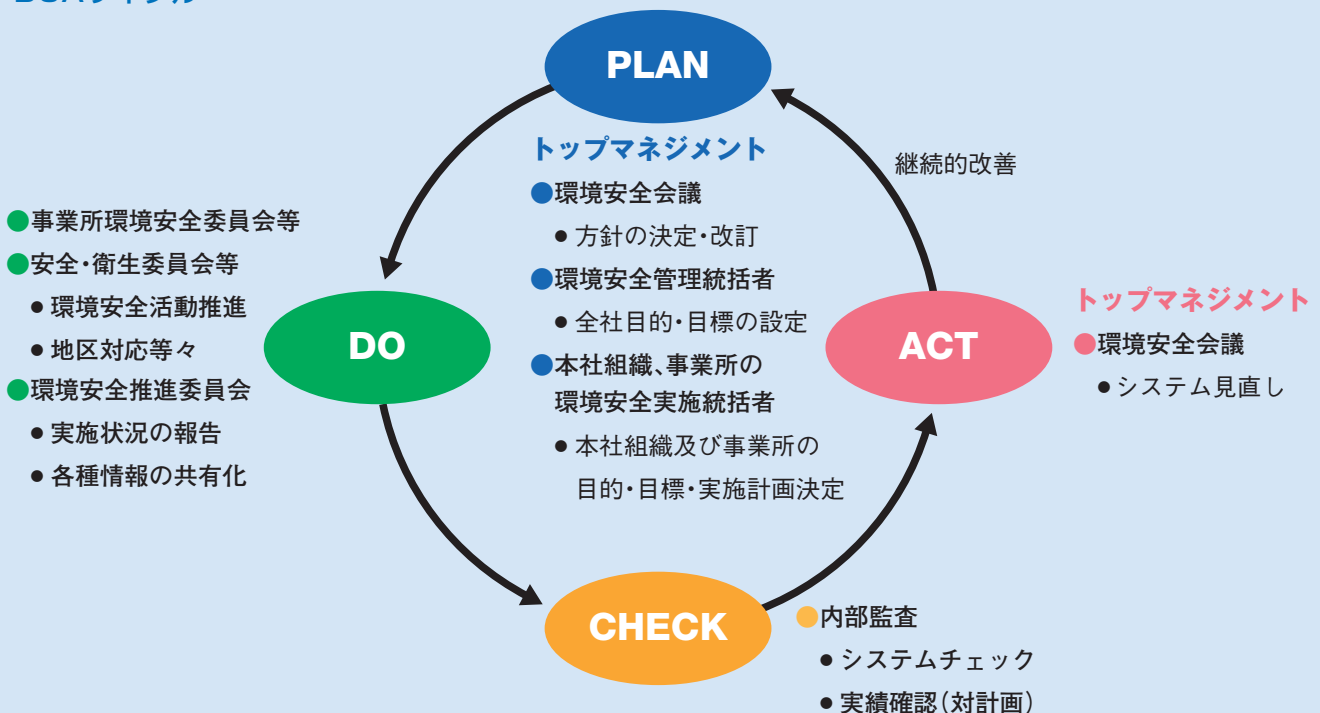 PLAN
トップマネジメント
●環境安全会議
● 方針の決定・改訂
●環境安全管理統括者
● 全社目的・目標の設定
●本社組織、事業所の
環境安全実施統括者
● 本社組織及び事業所の
目的・目標・実施計画決定
継続的改善
●事業所環境安全委員会等
●安全・衛生委員会等
● 環境安全活動推進
● 地区対応等々
●環境安全推進委員会
● 実施状況の報告
● 各種情報の共有化
DO
ACT
トップマネジメント
●環境安全会議
●システム見直し
CHECK
●内部監査
● システムチェック
● 実績確認(対計画)